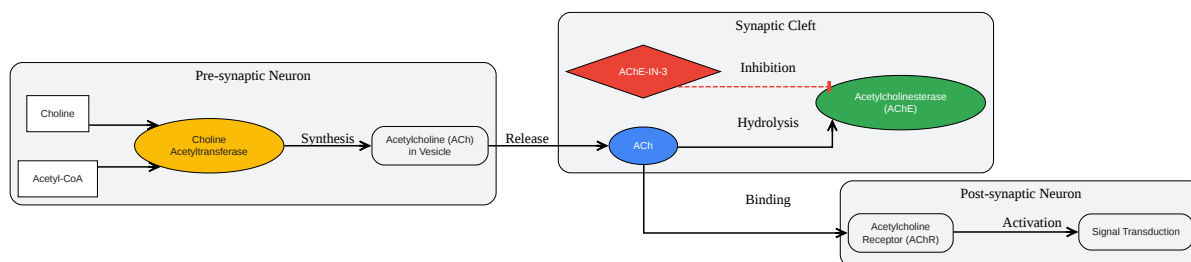 Pre-synaptic Neuron
Choline
Acetyl-CoA
Choline
Acetyltransferase
Synthesis
Acetylcholine (ACh)
in Vesicle
Release
Synaptic Cleft
AChE-IN-3
Inhibition
Acetylcholinesterase
(AChE)
Hydrolysis
ACh
Binding
Post-synaptic Neuron
Acetylcholine
Receptor (AChR)
Activation
Signal Transduction